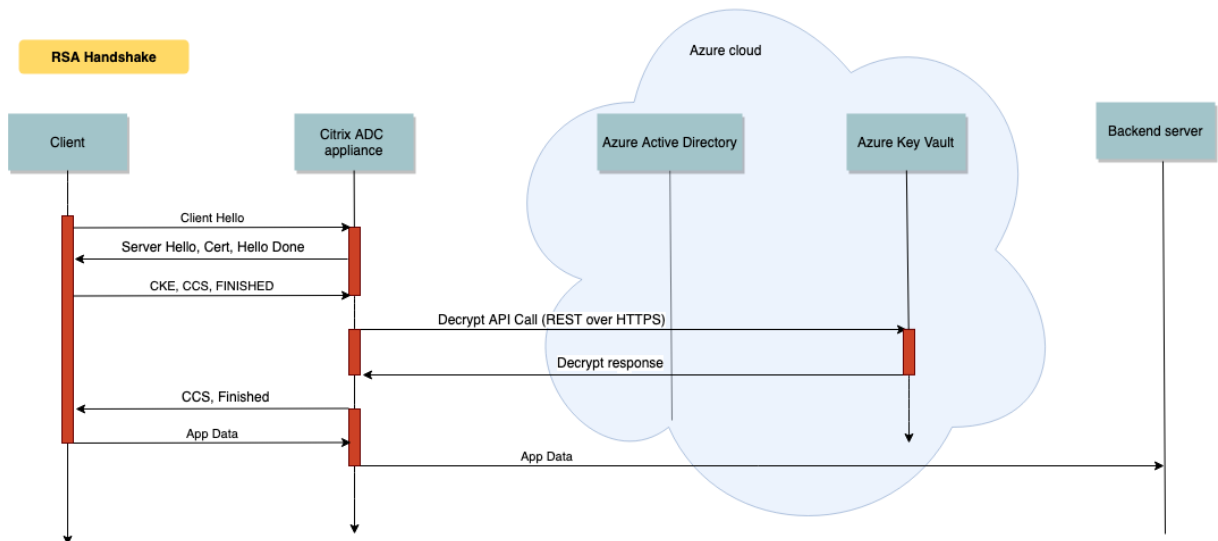 Azure cloud
RSA Handshake
Client
Citrix ADC
appliance
Azure Active Directory
Azure Key Vault
Backend server
Client Hello
Server Hello, Cert, Hello Done
CKE, CCS, FINISHED
Decrypt API Call (REST over HTTPS)
Decrypt response
CCS, Finished
App Data
App Data